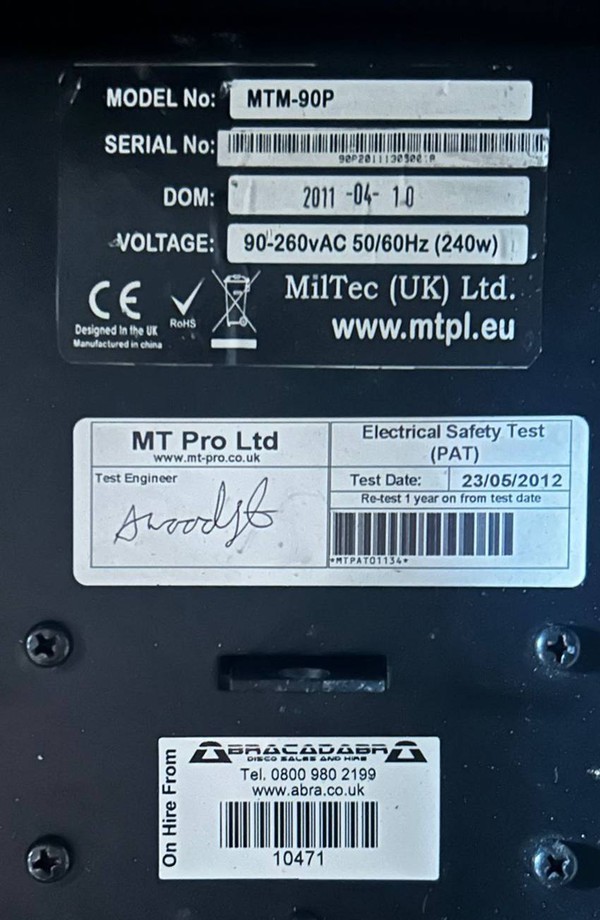 MODEL No: MTM-90P
SERIAL No:
DOM: 2011 -04- 10
VOLTAGE: 90-260vAC 50/60Hz (240w)
CE
RoHS
Designed In the UK
Manufactured in china
MilTec (UK) Ltd.
www.mtpl.eu
MT Pro Ltd
www.mt-pro.co.uk
Test Engineer
Electrical Safety Test
(PAT)
Test Date: 23/05/2012
Re-test 1 year on from test date
*MTPAT01134*
On Hire From
ABRACADABRA
DISCO SALES AND HIRE
Tel. 0800 980 2199
www.abra.co.uk
10471